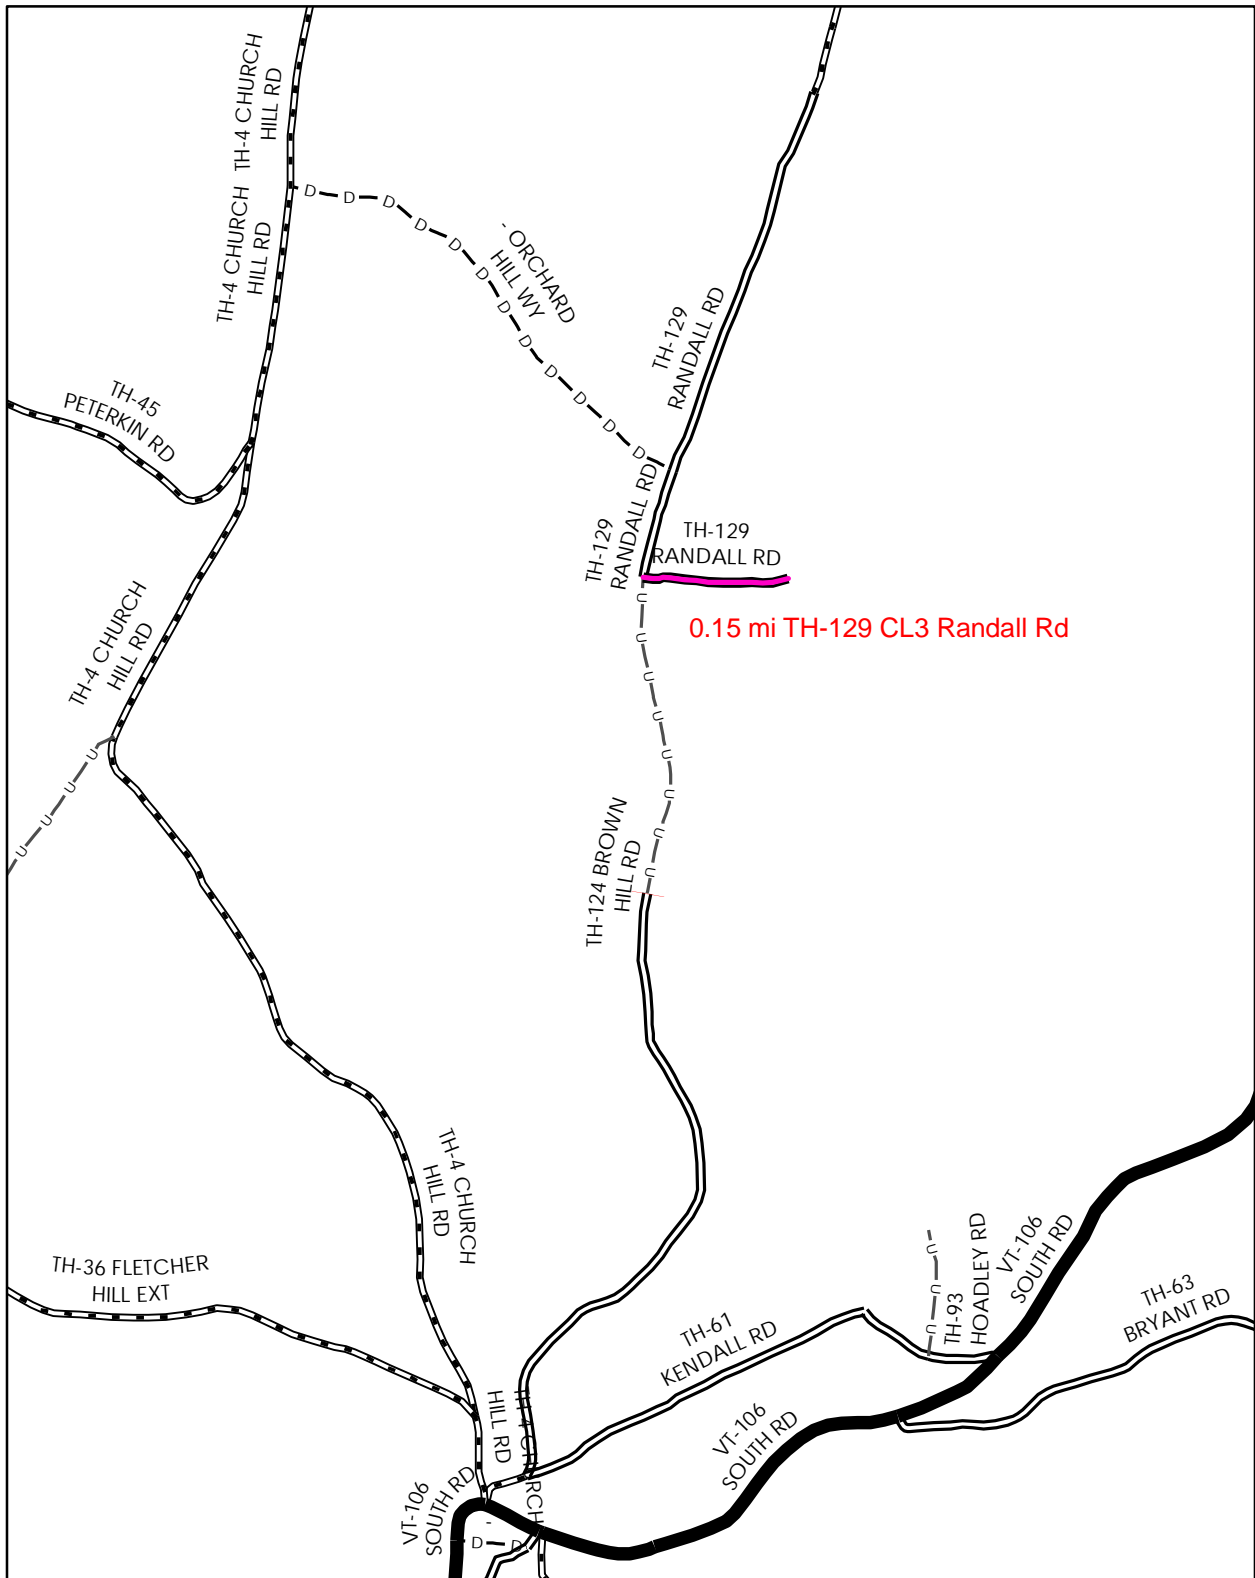 TH-4 CHURCH
HILL RD
TH-4 CHURCH
HILL RD
- ORCHARD
HILL WY
TH-129
RANDALL RD
TH-45
PETERKIN RD
TH-129
RANDALL RD
TH-129
RANDALL RD
0.15 mi TH-129 CL3 Randall Rd
TH-4 CHURCH
HILL RD
TH-124 BROWN
HILL RD
TH-4 CHURCH
HILL RD
TH-36 FLETCHER
HILL EXT
TH-93
HOADLEY RD
VT-106
SOUTH RD
TH-63
BRYANT RD
TH-61
KENDALL RD
TH-4 CHURCH
HILL RD
VT-106
SOUTH RD
VT-106
SOUTH RD
-
D D D D D D D D D D D D
U U U U U U U U
U U U U
U U U U
D D